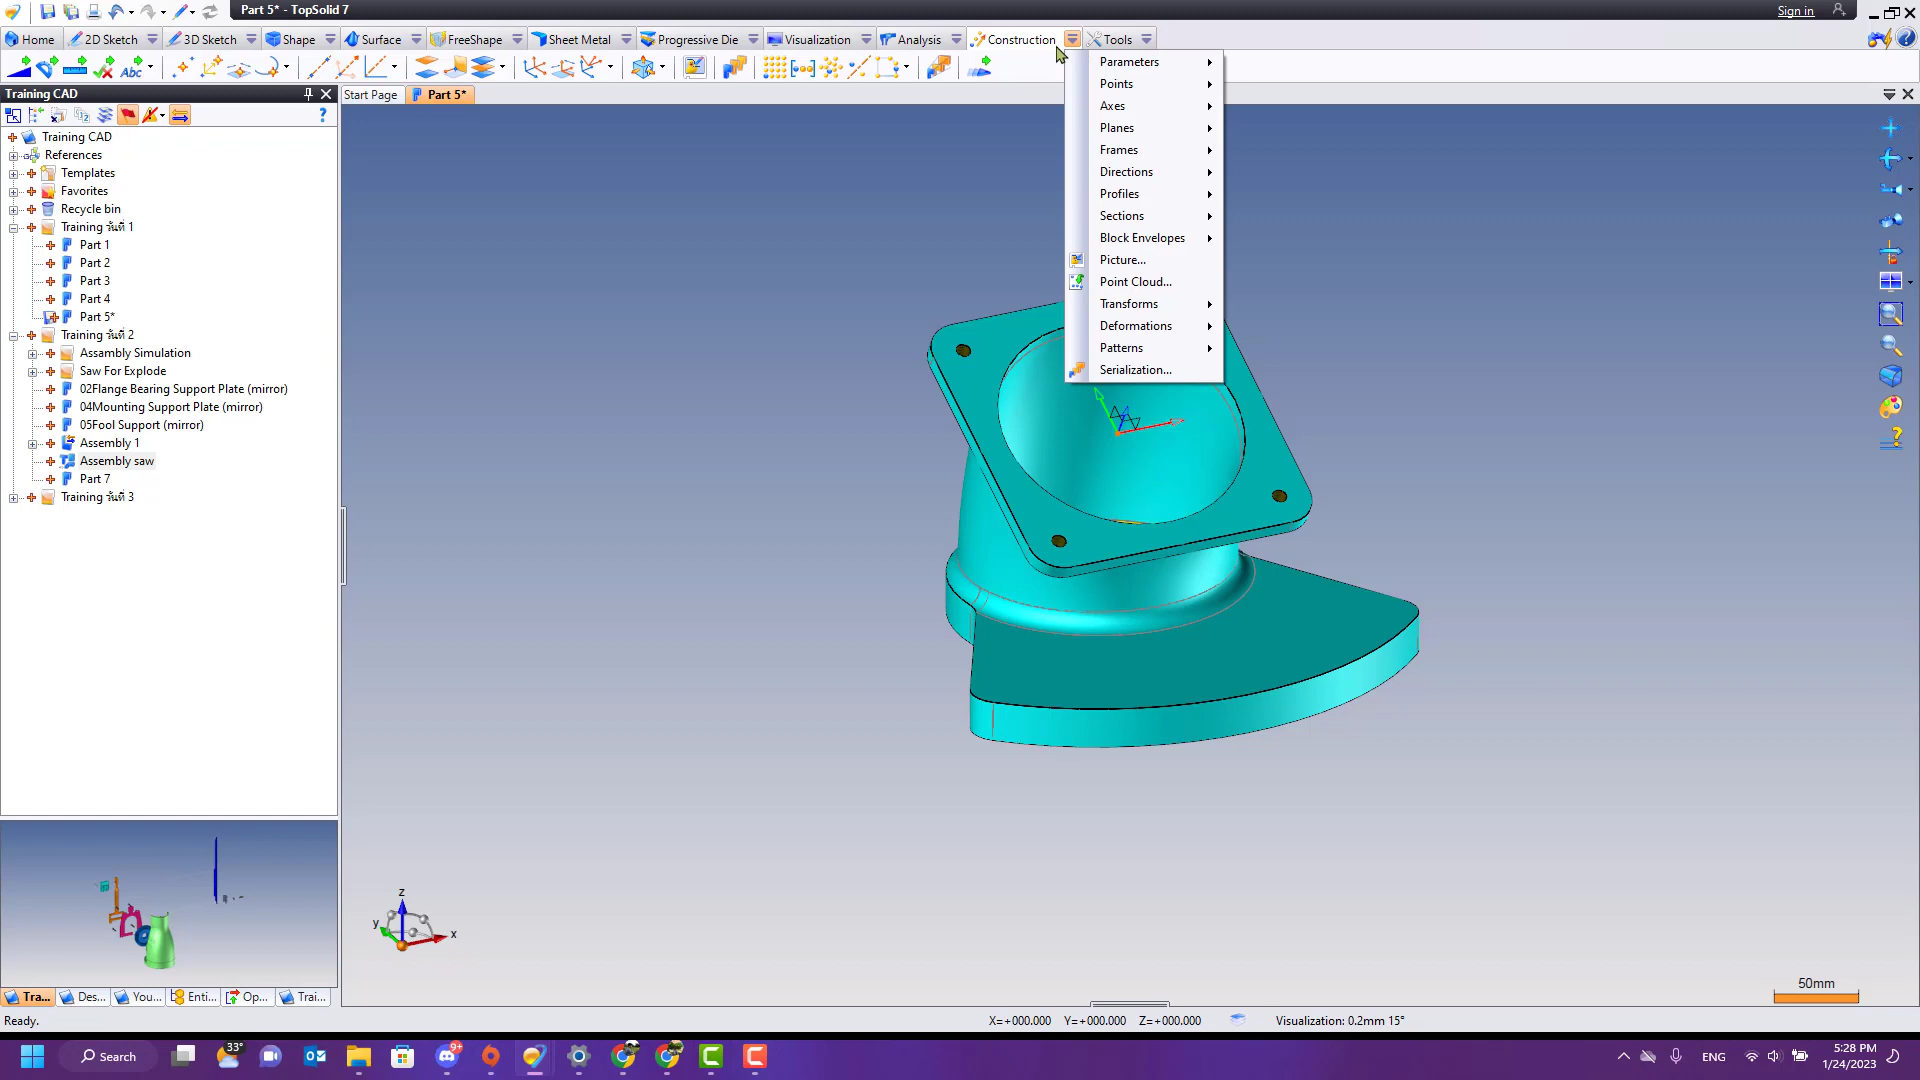 Part 5* - TopSolid 7
Sign in
Home 2D Sketch 3D Sketch Shape Surface FreeShape Sheet Metal Progressive Die Visualization Analysis Construction Tools
Abc
Training CAD
Start Page
Part 5*
Training CAD
References
Templates
Favorites
Recycle bin
Training วันที่ 1
Part 1
Part 2
Part 3
Part 4
Part 5*
Training วันที่ 2
Assembly Simulation
Saw For Explode
02Flange Bearing Support Plate (mirror)
04Mounting Support Plate (mirror)
05Fool Support (mirror)
Assembly 1
Assembly saw
Part 7
Training วันที่ 3
Parameters
Points
Axes
Planes
Frames
Directions
Profiles
Sections
Block Envelopes
Picture...
Point Cloud...
Transforms
Deformations
Patterns
Serialization...
z
y
x
50mm
Tra... Des... You... Enti... Op... Trai...
Ready.
X=+000.000 Y=+000.000 Z=+000.000
Visualization: 0.2mm 15°
Search
33°
9+
ENG
5:28 PM
1/24/2023